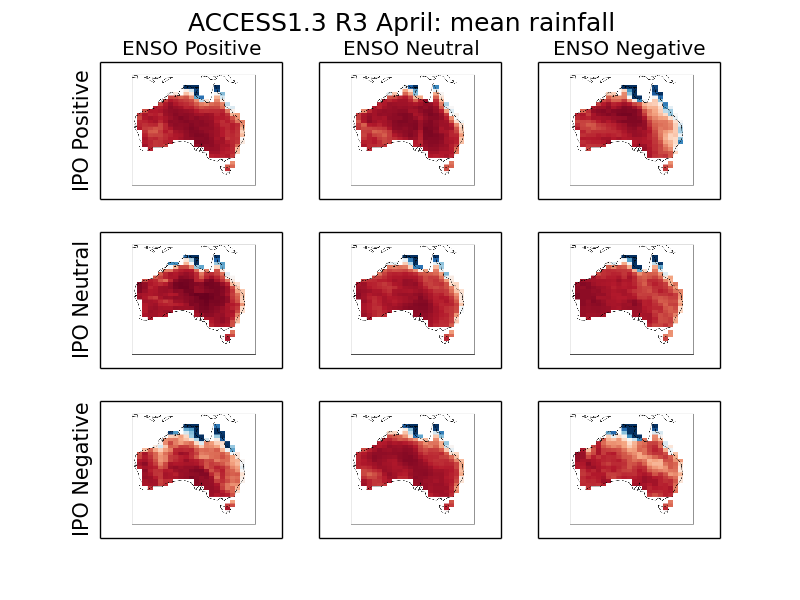 ACCESS1.3 R3 April: mean rainfall
ENSO Positive
ENSO Neutral
ENSO Negative
IPO Positive
IPO Neutral
IPO Negative